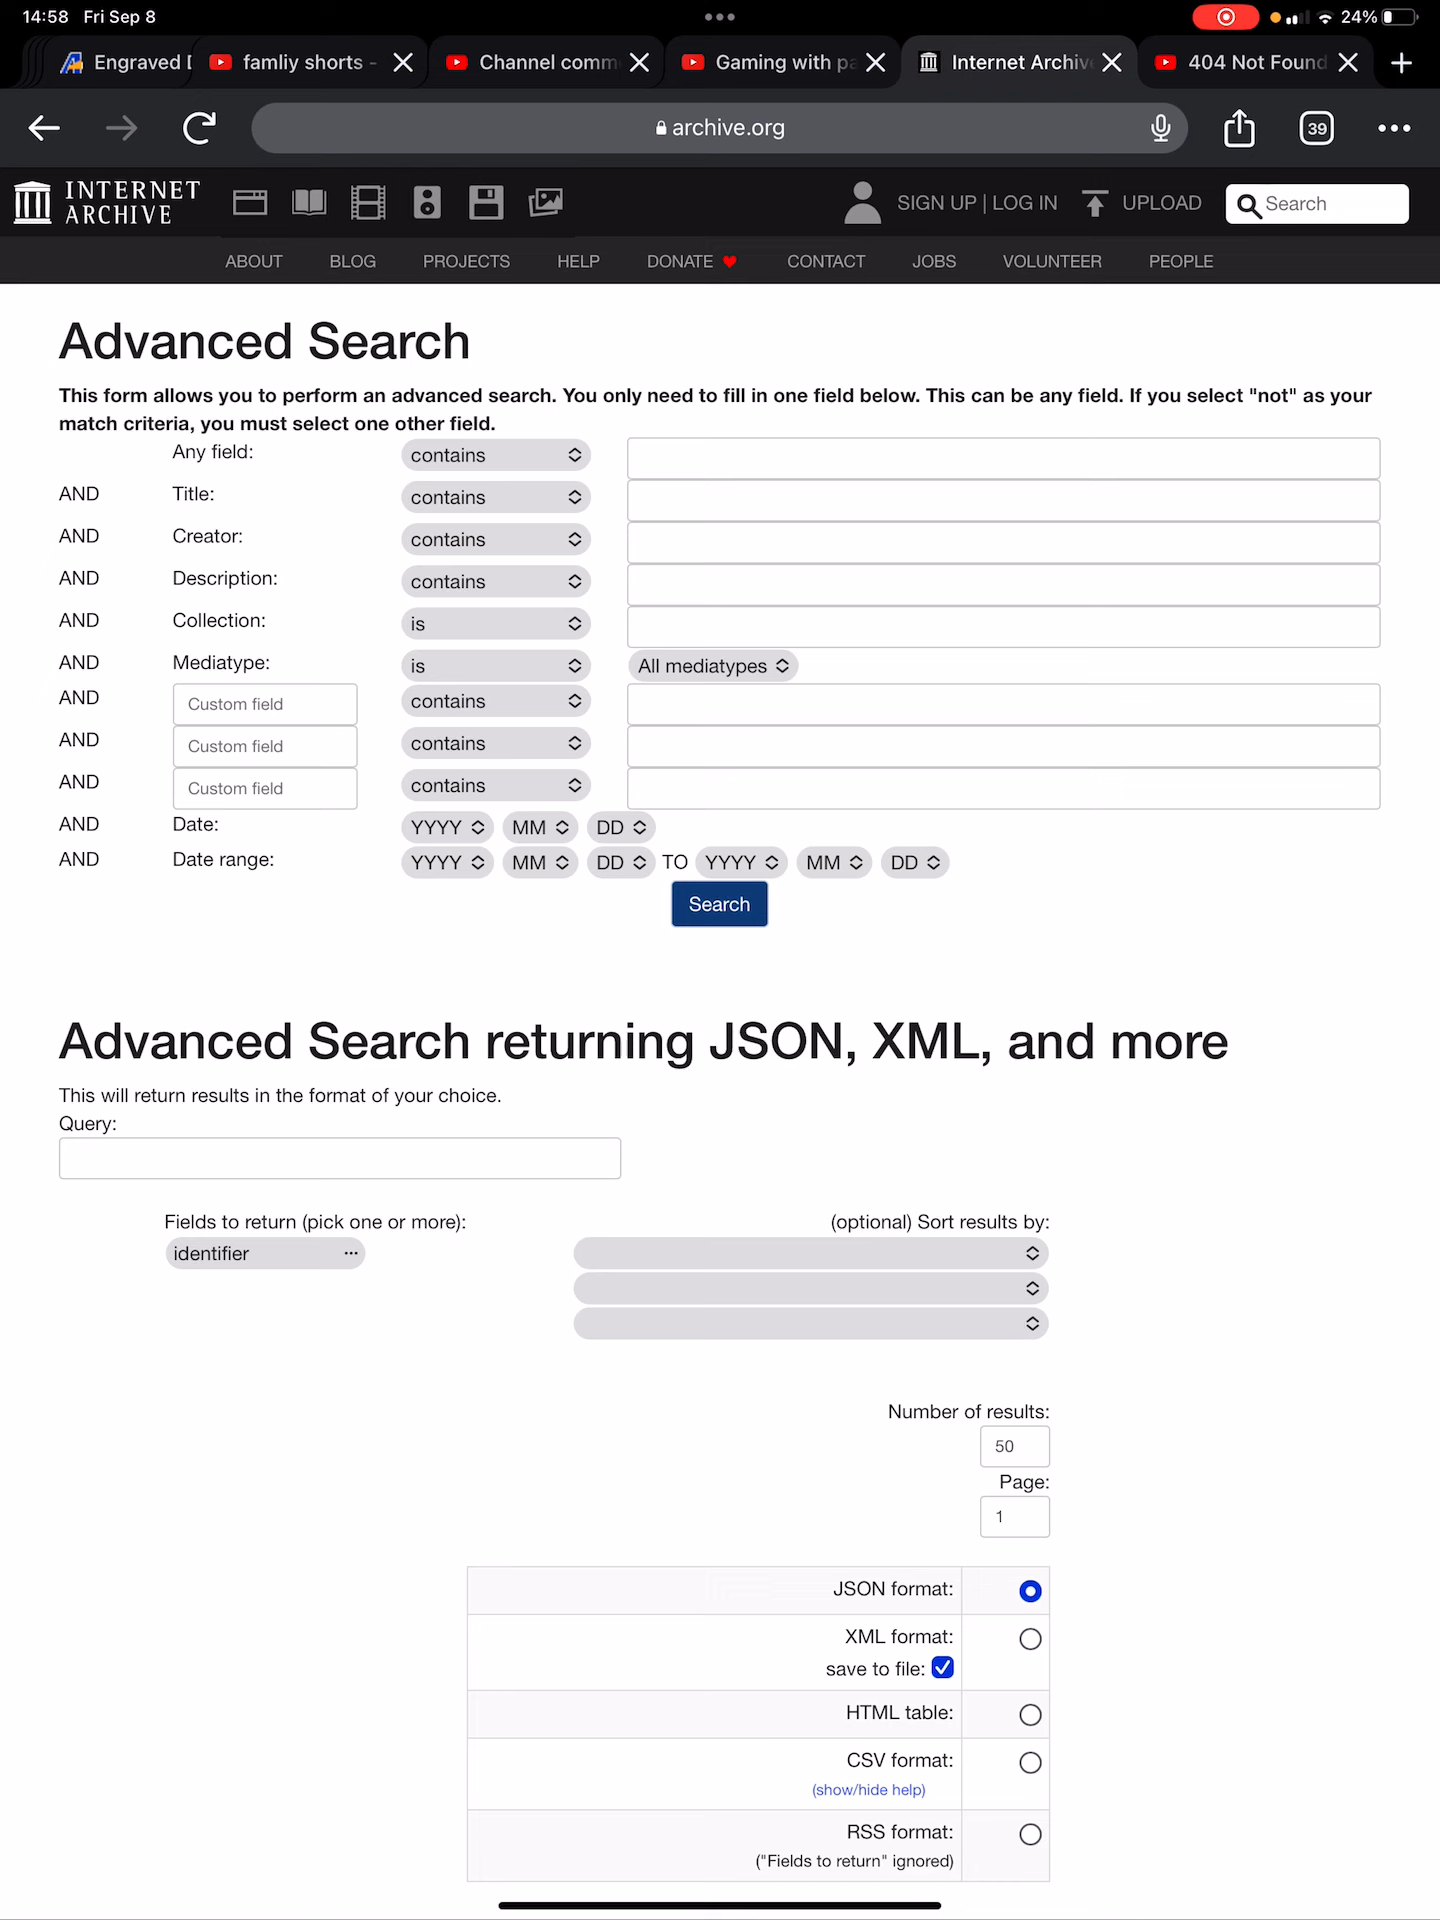 14:58 Fri Sep 8
24%
Engraved
famliy shorts -
Channel comm
Gaming with pa
Internet Archiv
404 Not Found
archive.org
39
INTERNET
ARCHIVE
SIGN UP | LOG IN
UPLOAD
Search
ABOUT
BLOG
PROJECTS
HELP
DONATE
CONTACT
JOBS
VOLUNTEER
PEOPLE
Advanced Search
This form allows you to perform an advanced search. You only need to fill in one field below. This can be any field. If you select "not" as your
match criteria, you must select one other field.
Any field: contains
AND Title: contains
AND Creator: contains
AND Description: contains
AND Collection: is
AND Mediatype: is All mediatypes
AND Custom field contains
AND Custom field contains
AND Custom field contains
AND Date: YYYY MM DD
AND Date range: YYYY MM DD TO YYYY MM DD
Search
Advanced Search returning JSON, XML, and more
This will return results in the format of your choice.
Query:
Fields to return (pick one or more):
(optional) Sort results by:
identifier
Number of results:
50
Page:
1
JSON format:
XML format:
save to file:
HTML table:
CSV format:
(show/hide help)
RSS format:
("Fields to return" ignored)